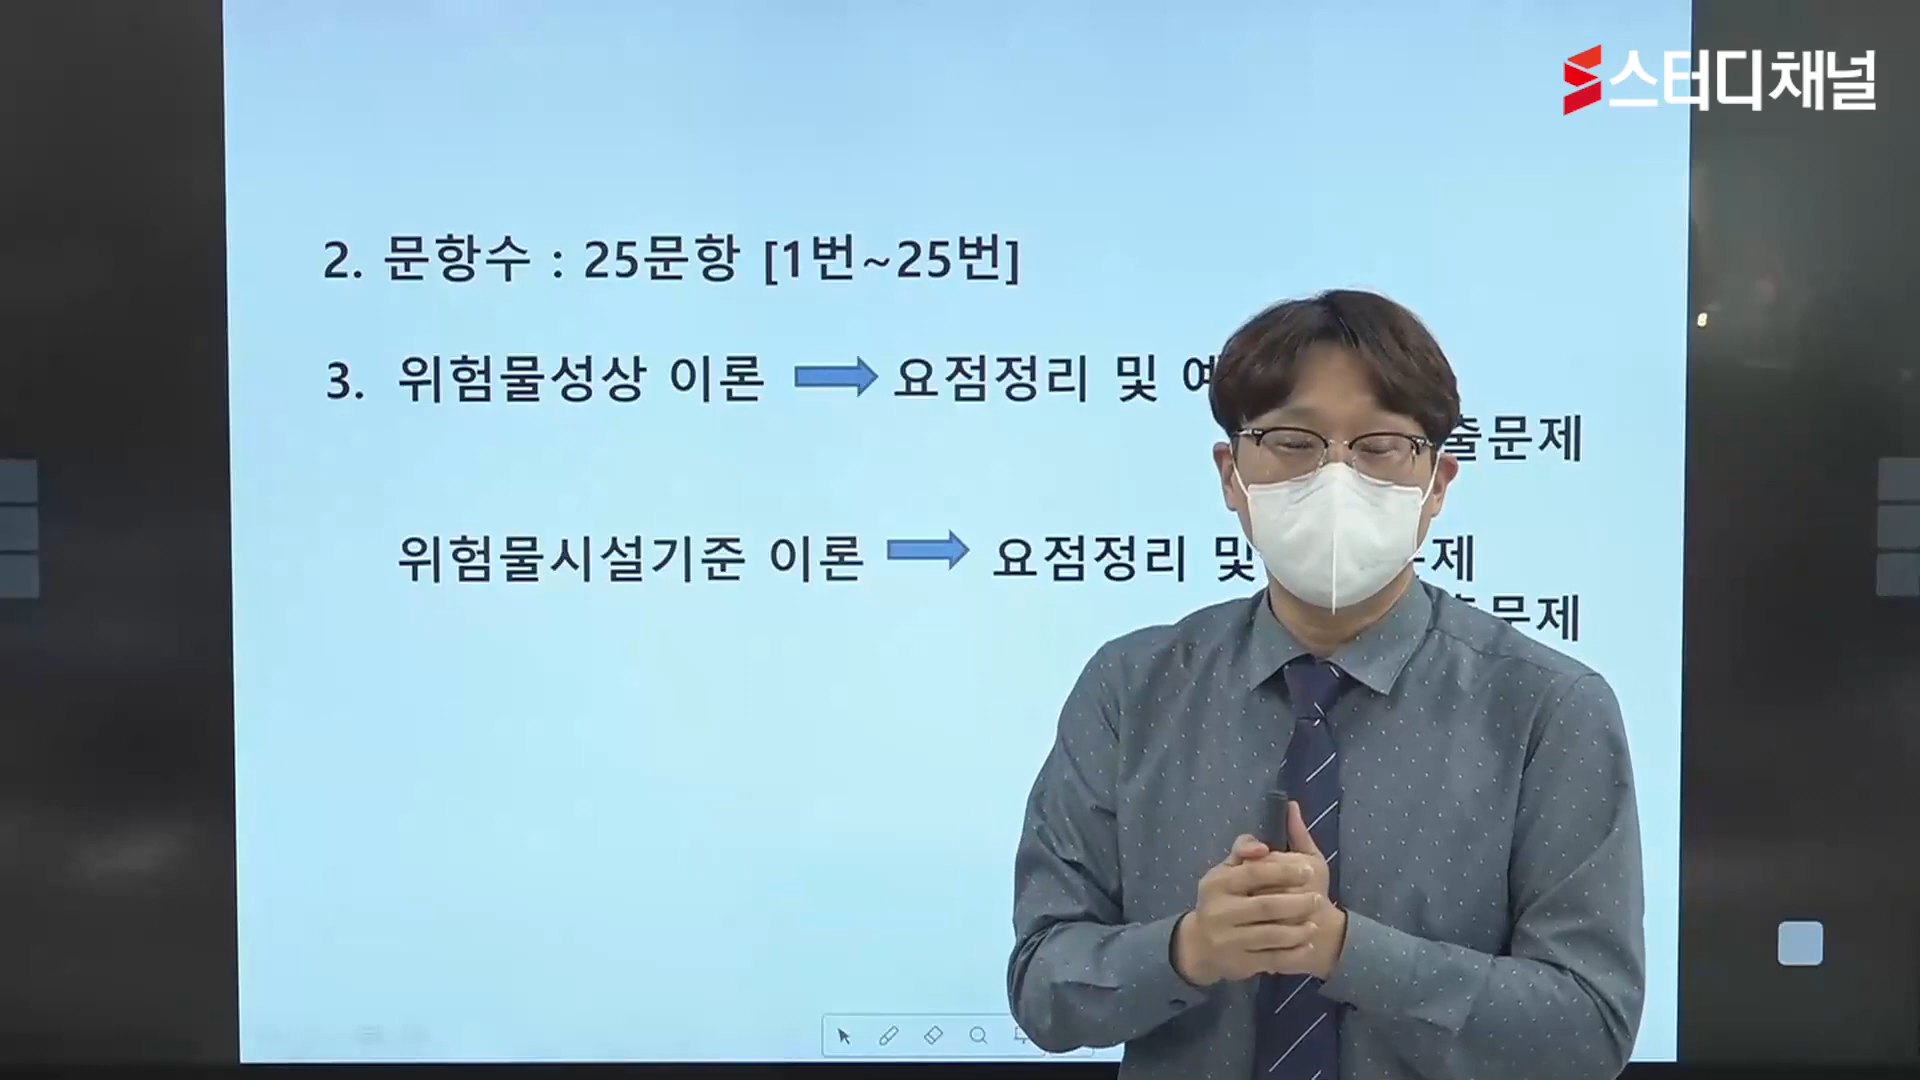 스터디채널
2. 문항수 : 25문항 [1번~25번]
3. 위험물성상 이론 요점정리 및
출문제
위험물시설기준 이론 요점정리 및 문제
출문제